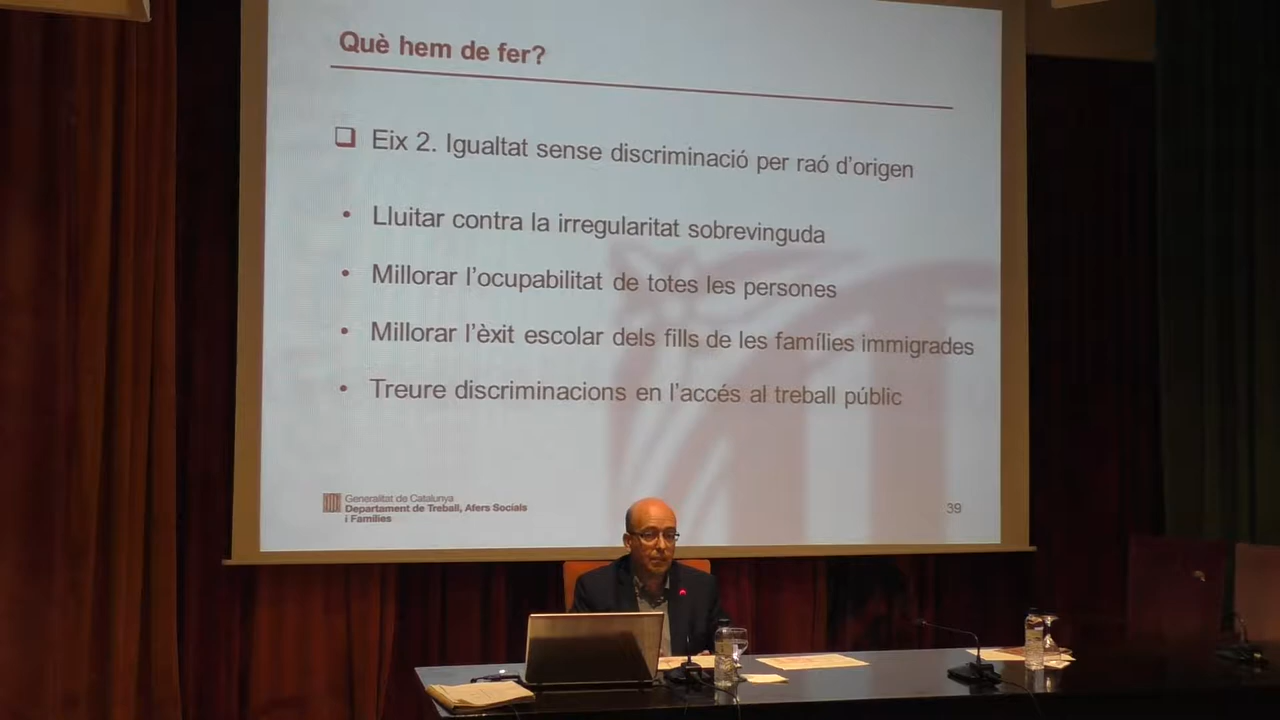 Què hem de fer?
Eix 2. Igualtat sense discriminació per raó d'origen
Lluitar contra la irregularitat sobrevinguda
Millorar l'ocupabilitat de totes les persones
Millorar l'èxit escolar dels fills de les famílies immigrades
Treure discriminacions en l'accés al treball públic
Generalitat de Catalunya
Departament de Treball, Afers Socials
i Famílies
39